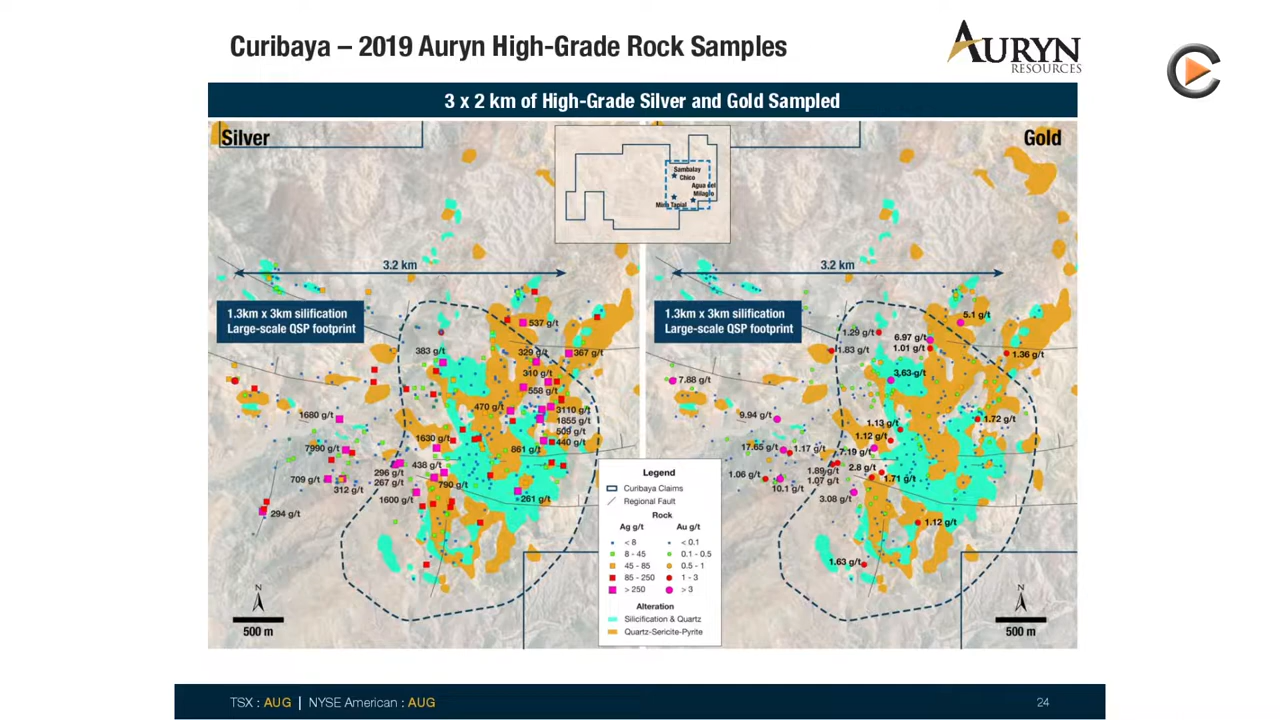 Curibaya – 2019 Auryn High-Grade Rock Samples
AURYN
RESOURCES
3 x 2 km of High-Grade Silver and Gold Sampled
Silver
Gold
Sambalay
Chico
Agua del
Milagro
Mina Tapial
3.2 km
1.3km x 3km silification
Large-scale QSP footprint
537 g/t
383 g/t
329 g/t
367 g/t
310 g/t
558 g/t
470 g/t
3110 g/t
1680 g/t
1855 g/t
509 g/t
1630 g/t
440 g/t
7990 g/t
861 g/t
438 g/t
296 g/t
709 g/t
267 g/t
790 g/t
312 g/t
1600 g/t
261 g/t
294 g/t
N
500 m
3.2 km
1.3km x 3km silification
Large-scale QSP footprint
5.1 g/t
1.29 g/t
6.97 g/t
1.01 g/t
1.83 g/t
1.36 g/t
3.63 g/t
7.88 g/t
9.94 g/t
1.13 g/t
1.72 g/t
1.12 g/t
17.65 g/t
1.17 g/t
7.19 g/t
1.89 g/t
2.8 g/t
1.06 g/t
1.07 g/t
1.71 g/t
10.1 g/t
3.08 g/t
1.12 g/t
1.63 g/t
N
500 m
Legend
Curibaya Claims
Regional Fault
Rock
Ag g/t Au g/t
< 8 < 0.1
8 - 45 0.1 - 0.5
45 - 85 0.5 - 1
85 - 250 1 - 3
> 250 > 3
Alteration
Silicification & Quartz
Quartz-Sericite-Pyrite
TSX : AUG | NYSE American : AUG
24